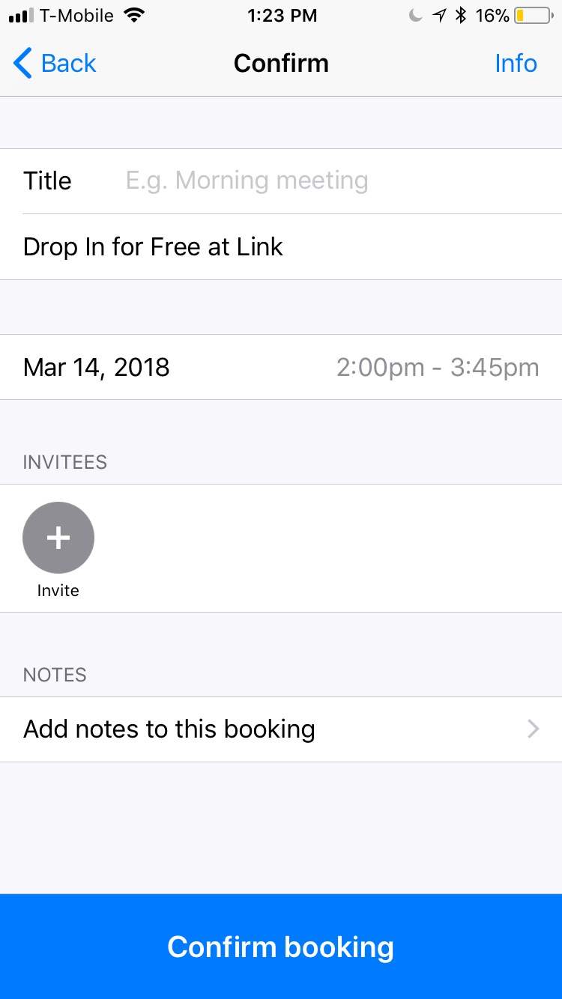 T-Mobile 1:23 PM 16%
Back Confirm Info
Title E.g. Morning meeting
Drop In for Free at Link
Mar 14, 2018 2:00pm - 3:45pm
INVITEES
+
Invite
NOTES
Add notes to this booking
Confirm booking